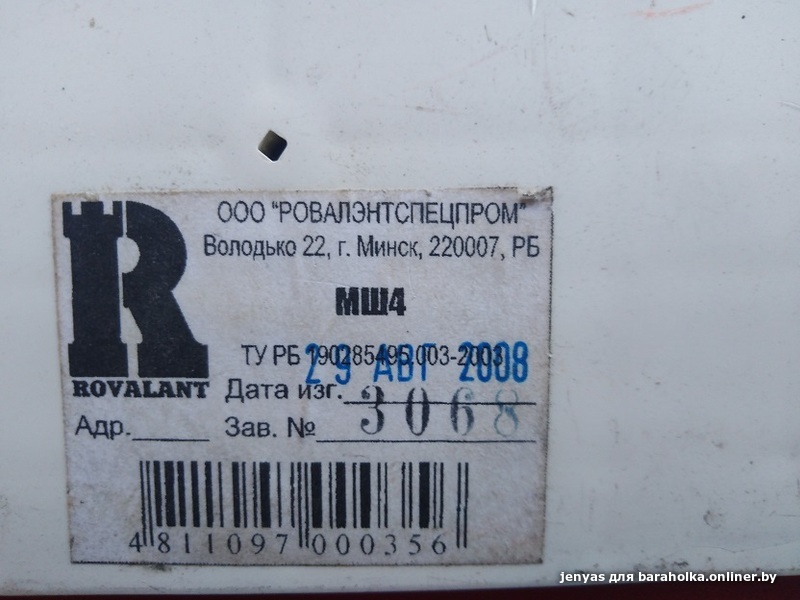 ООО "РОВАЛЭНТСПЕЦПРОМ"
Володько 22, г. Минск, 220007, РБ
МШ4
ТУ РБ 190285495.003-2003
29 АВГ 2008
ROVALANT
Дата изг.
3068
Адр.
Зав. №
4 811097 000356
jenyas для baraholka.onliner.by